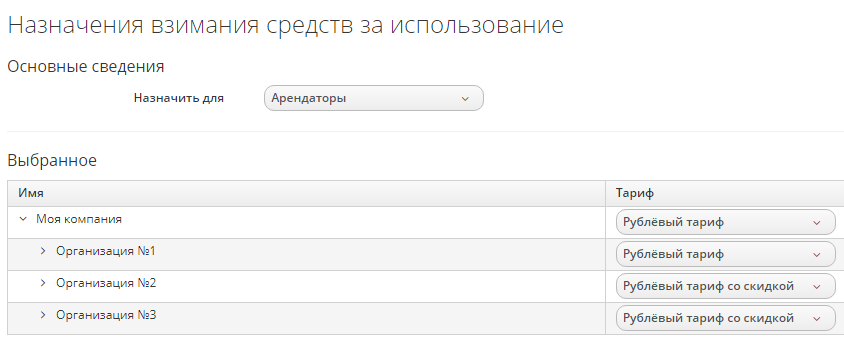 Назначения взимания средств за использование
Основные сведения
Назначить для Арендаторы
Выбранное
Имя Тариф
Моя компания Рублёвый тариф
Организация №1 Рублёвый тариф
Организация №2 Рублёвый тариф со скидкой
Организация №3 Рублёвый тариф со скидкой